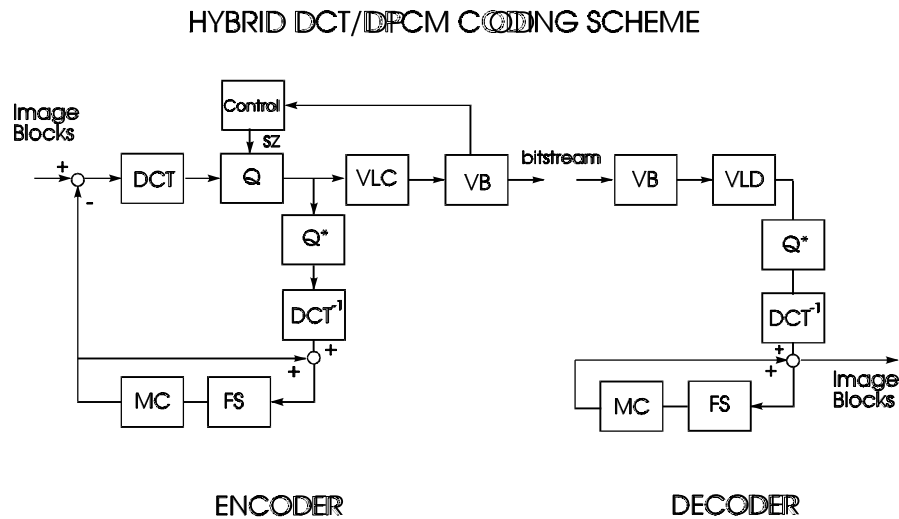 HYBRID DCT/DPCM CODING SCHEME
Image
Blocks
Control
SZ
+
-
DCT
Q
VLC
VB
bitstream
VB
VLD
Q*
DCT-1
+
+
MC
FS
Q*
DCT-1
+
+
MC
FS
Image
Blocks
ENCODER
DECODER